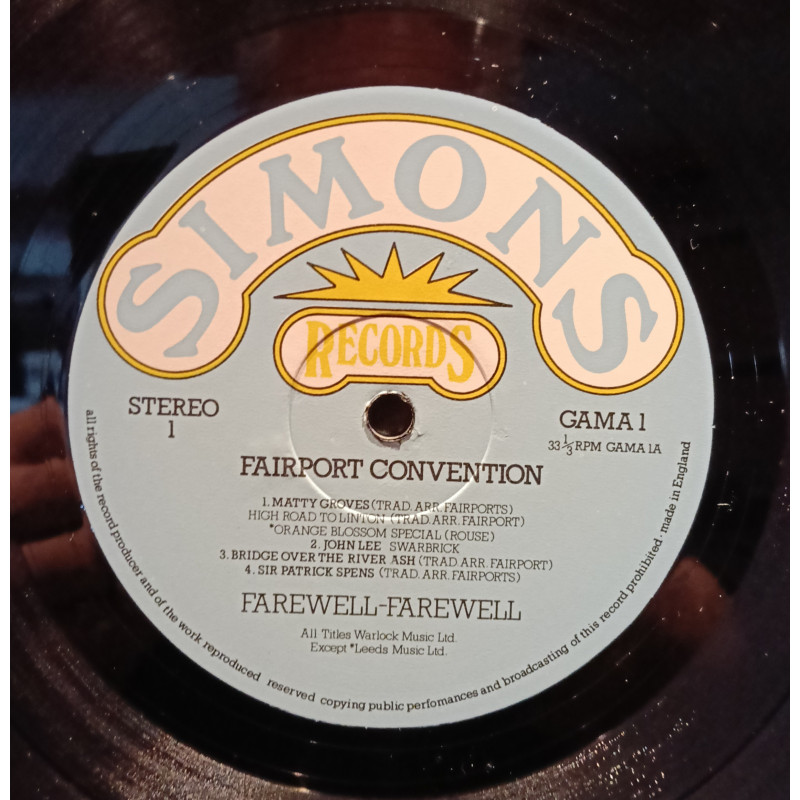 SIMONS
RECORDS
STEREO
1
GAMA 1
33 1/3 RPM GAMA 1A
FAIRPORT CONVENTION
1. MATTY GROVES (TRAD. ARR. FAIRPORTS)
HIGH ROAD TO LINTON (TRAD. ARR. FAIRPORT)
*ORANGE BLOSSOM SPECIAL (ROUSE)
2. JOHN LEE SWARBRICK
3. BRIDGE OVER THE RIVER ASH (TRAD. ARR. FAIRPORT)
4. SIR PATRICK SPENS (TRAD. ARR. FAIRPORTS)
FAREWELL-FAREWELL
All Titles Warlock Music Ltd.
Except *Leeds Music Ltd.
all rights of the record producer and of the work reproduced reserved copying public perfomances and broadcasting of this record prohibited · made in England